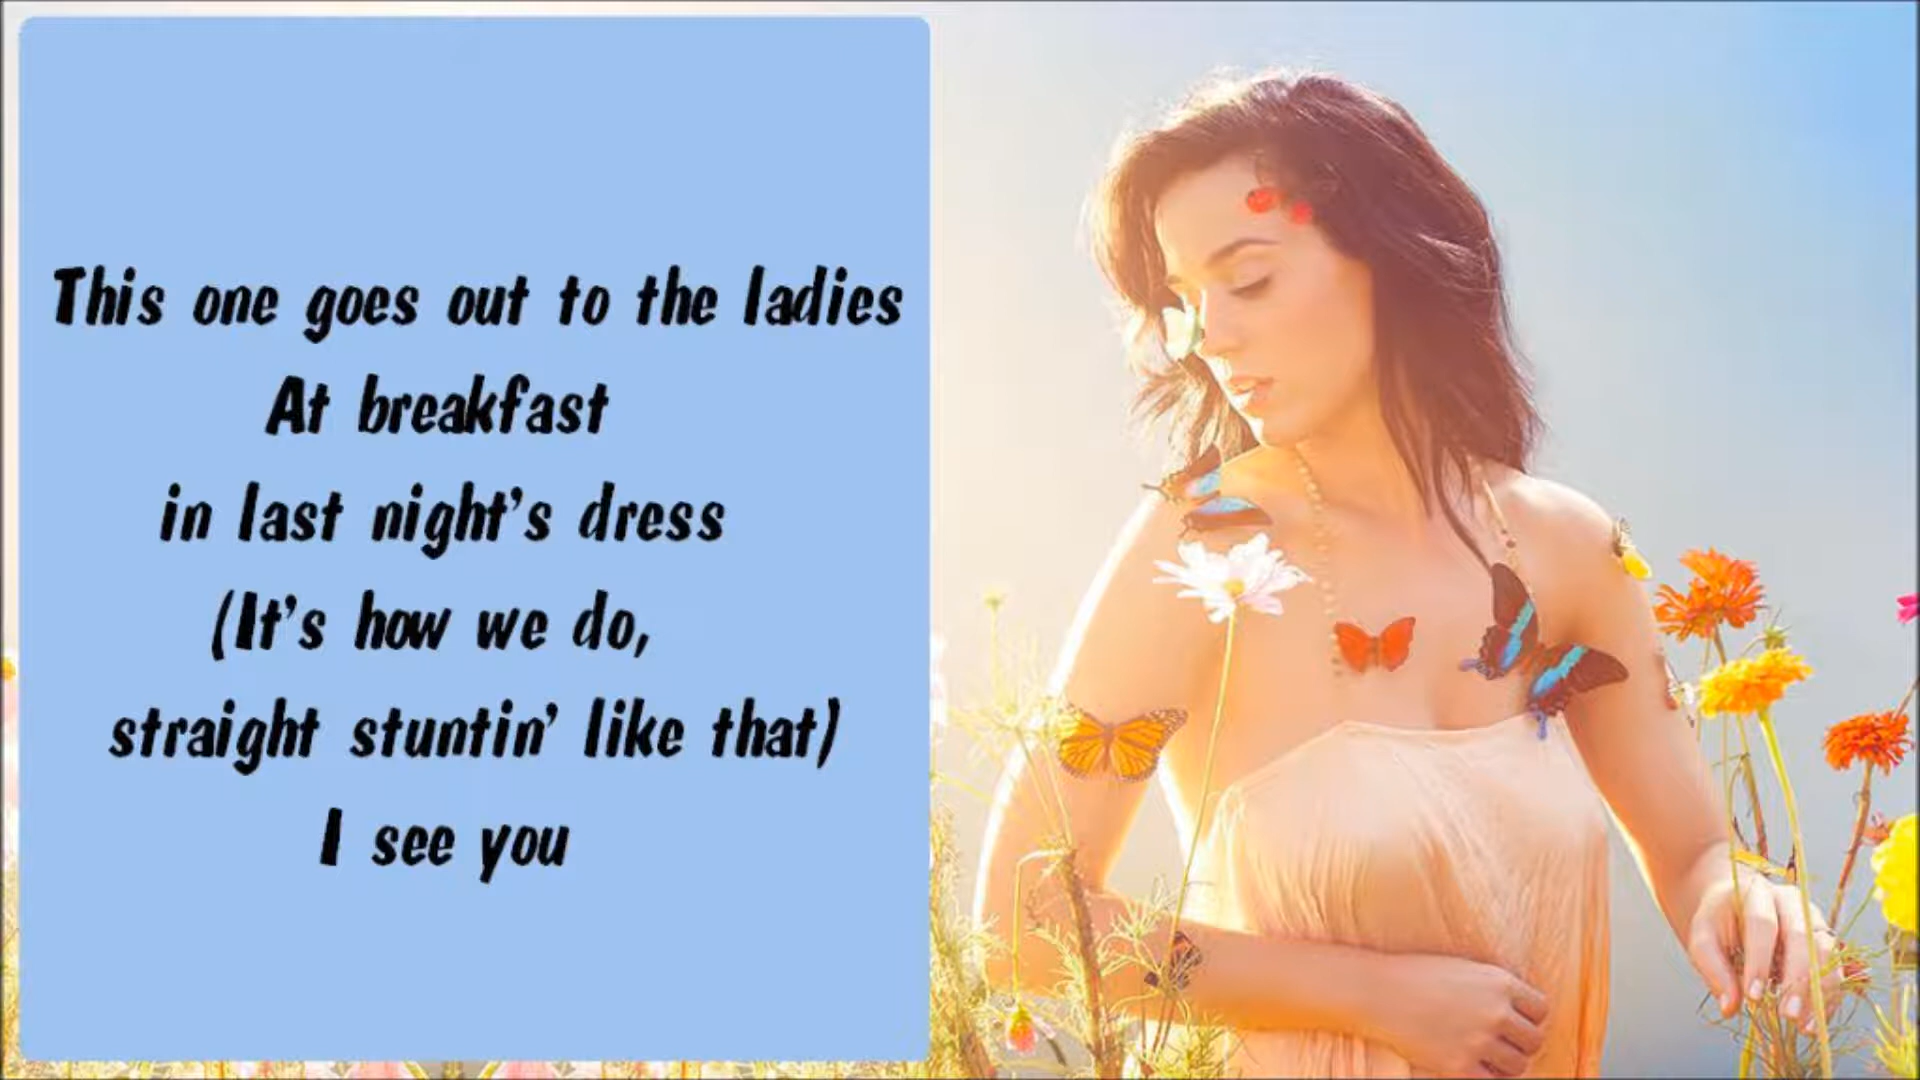 This one goes out to the ladies
At breakfast
in last night's dress
(It's how we do,
straight stuntin' like that)
I see you